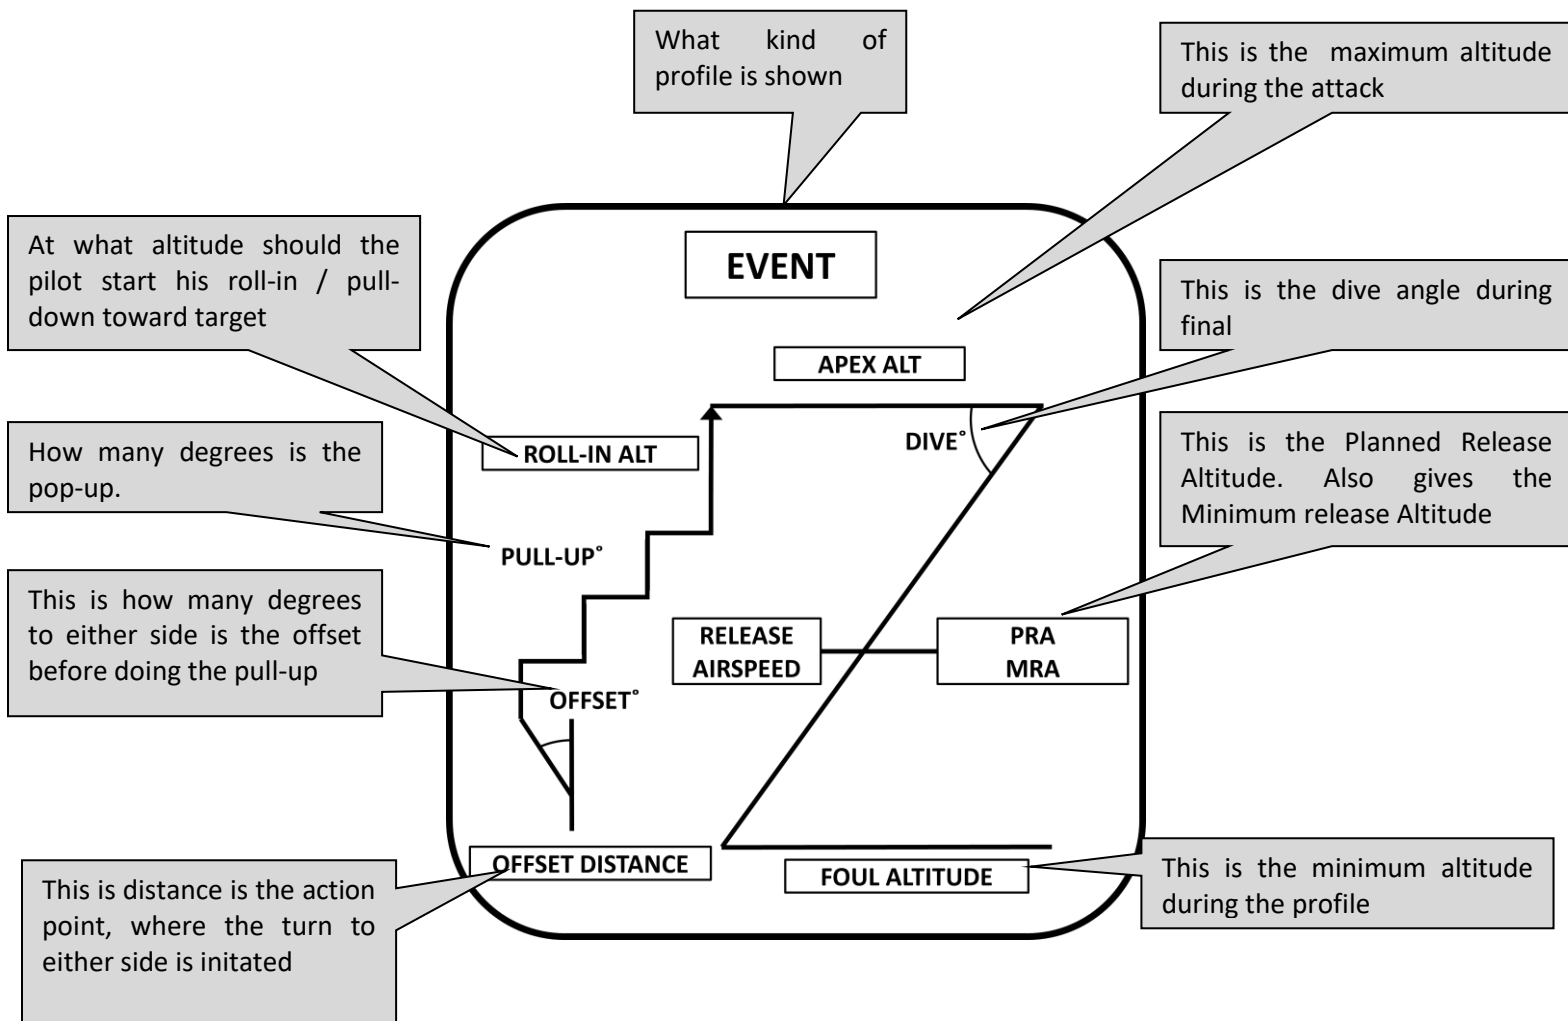 What kind of
profile is shown
This is the maximum altitude
during the attack
At what altitude should the
pilot start his roll-in / pull-
down toward target
EVENT
This is the dive angle during
final
APEX ALT
How many degrees is the
pop-up.
ROLL-IN ALT
DIVE°
This is the Planned Release
Altitude. Also gives the
Minimum release Altitude
PULL-UP°
This is how many degrees
to either side is the offset
before doing the pull-up
RELEASE
AIRSPEED
PRA
MRA
OFFSET°
OFFSET DISTANCE
FOUL ALTITUDE
This is distance is the action
point, where the turn to
either side is initated
This is the minimum altitude
during the profile